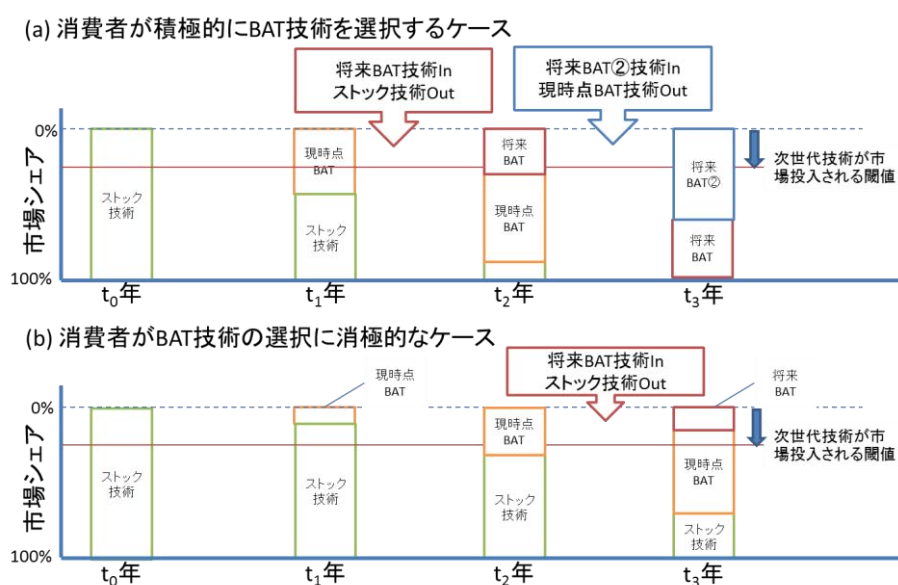 (a) 消費者が積極的にBAT技術を選択するケース
将来BAT技術In
ストック技術Out
将来BAT②技術In
現時点BAT技術Out
0%
市場シェア
100%
ストック
技術
現時点
BAT
ストック
技術
将来
BAT
現時点
BAT
将来
BAT②
将来
BAT
次世代技術が市
場投入される閾値
t₀年
t₁年
t₂年
t₃年
(b) 消費者がBAT技術の選択に消極的なケース
現時点
BAT
将来BAT技術In
ストック技術Out
将来
BAT
0%
市場シェア
100%
ストック
技術
ストック
技術
現時点
BAT
ストック
技術
現時点
BAT
ストック
技術
次世代技術が市
場投入される閾値
t₀年
t₁年
t₂年
t₃年